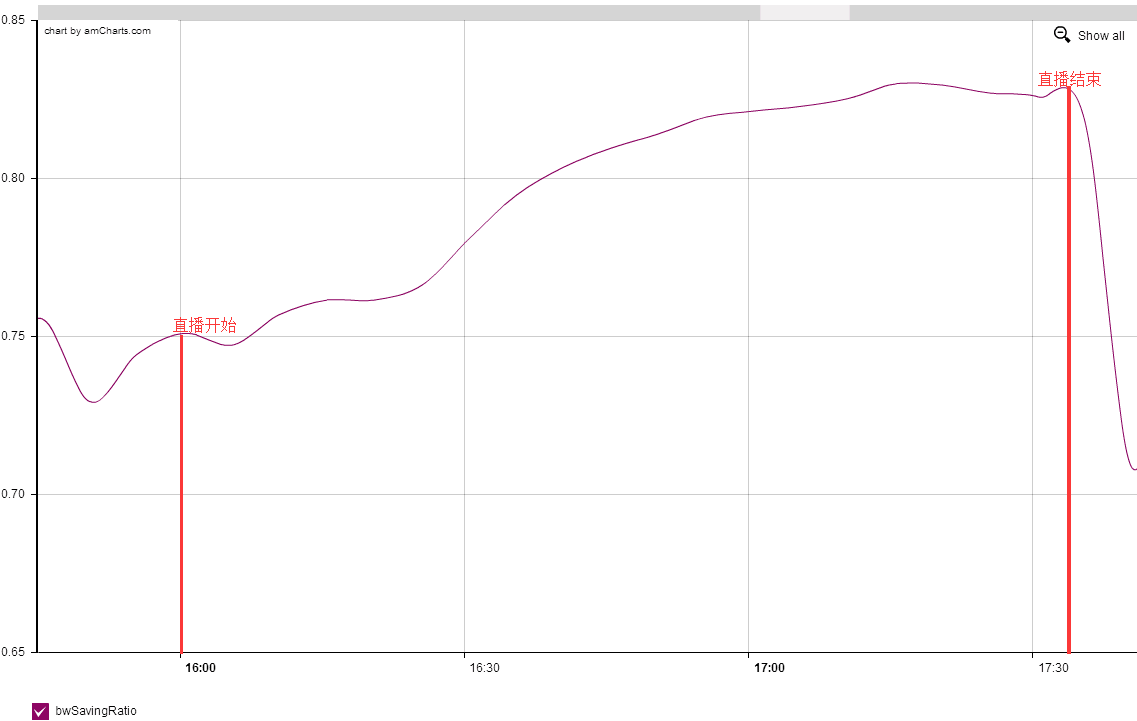 0.85
chart by amCharts.com
Show all
直播结束
0.80
直播开始
0.75
0.70
0.65
16:00
16:30
17:00
17:30
bwSavingRatio